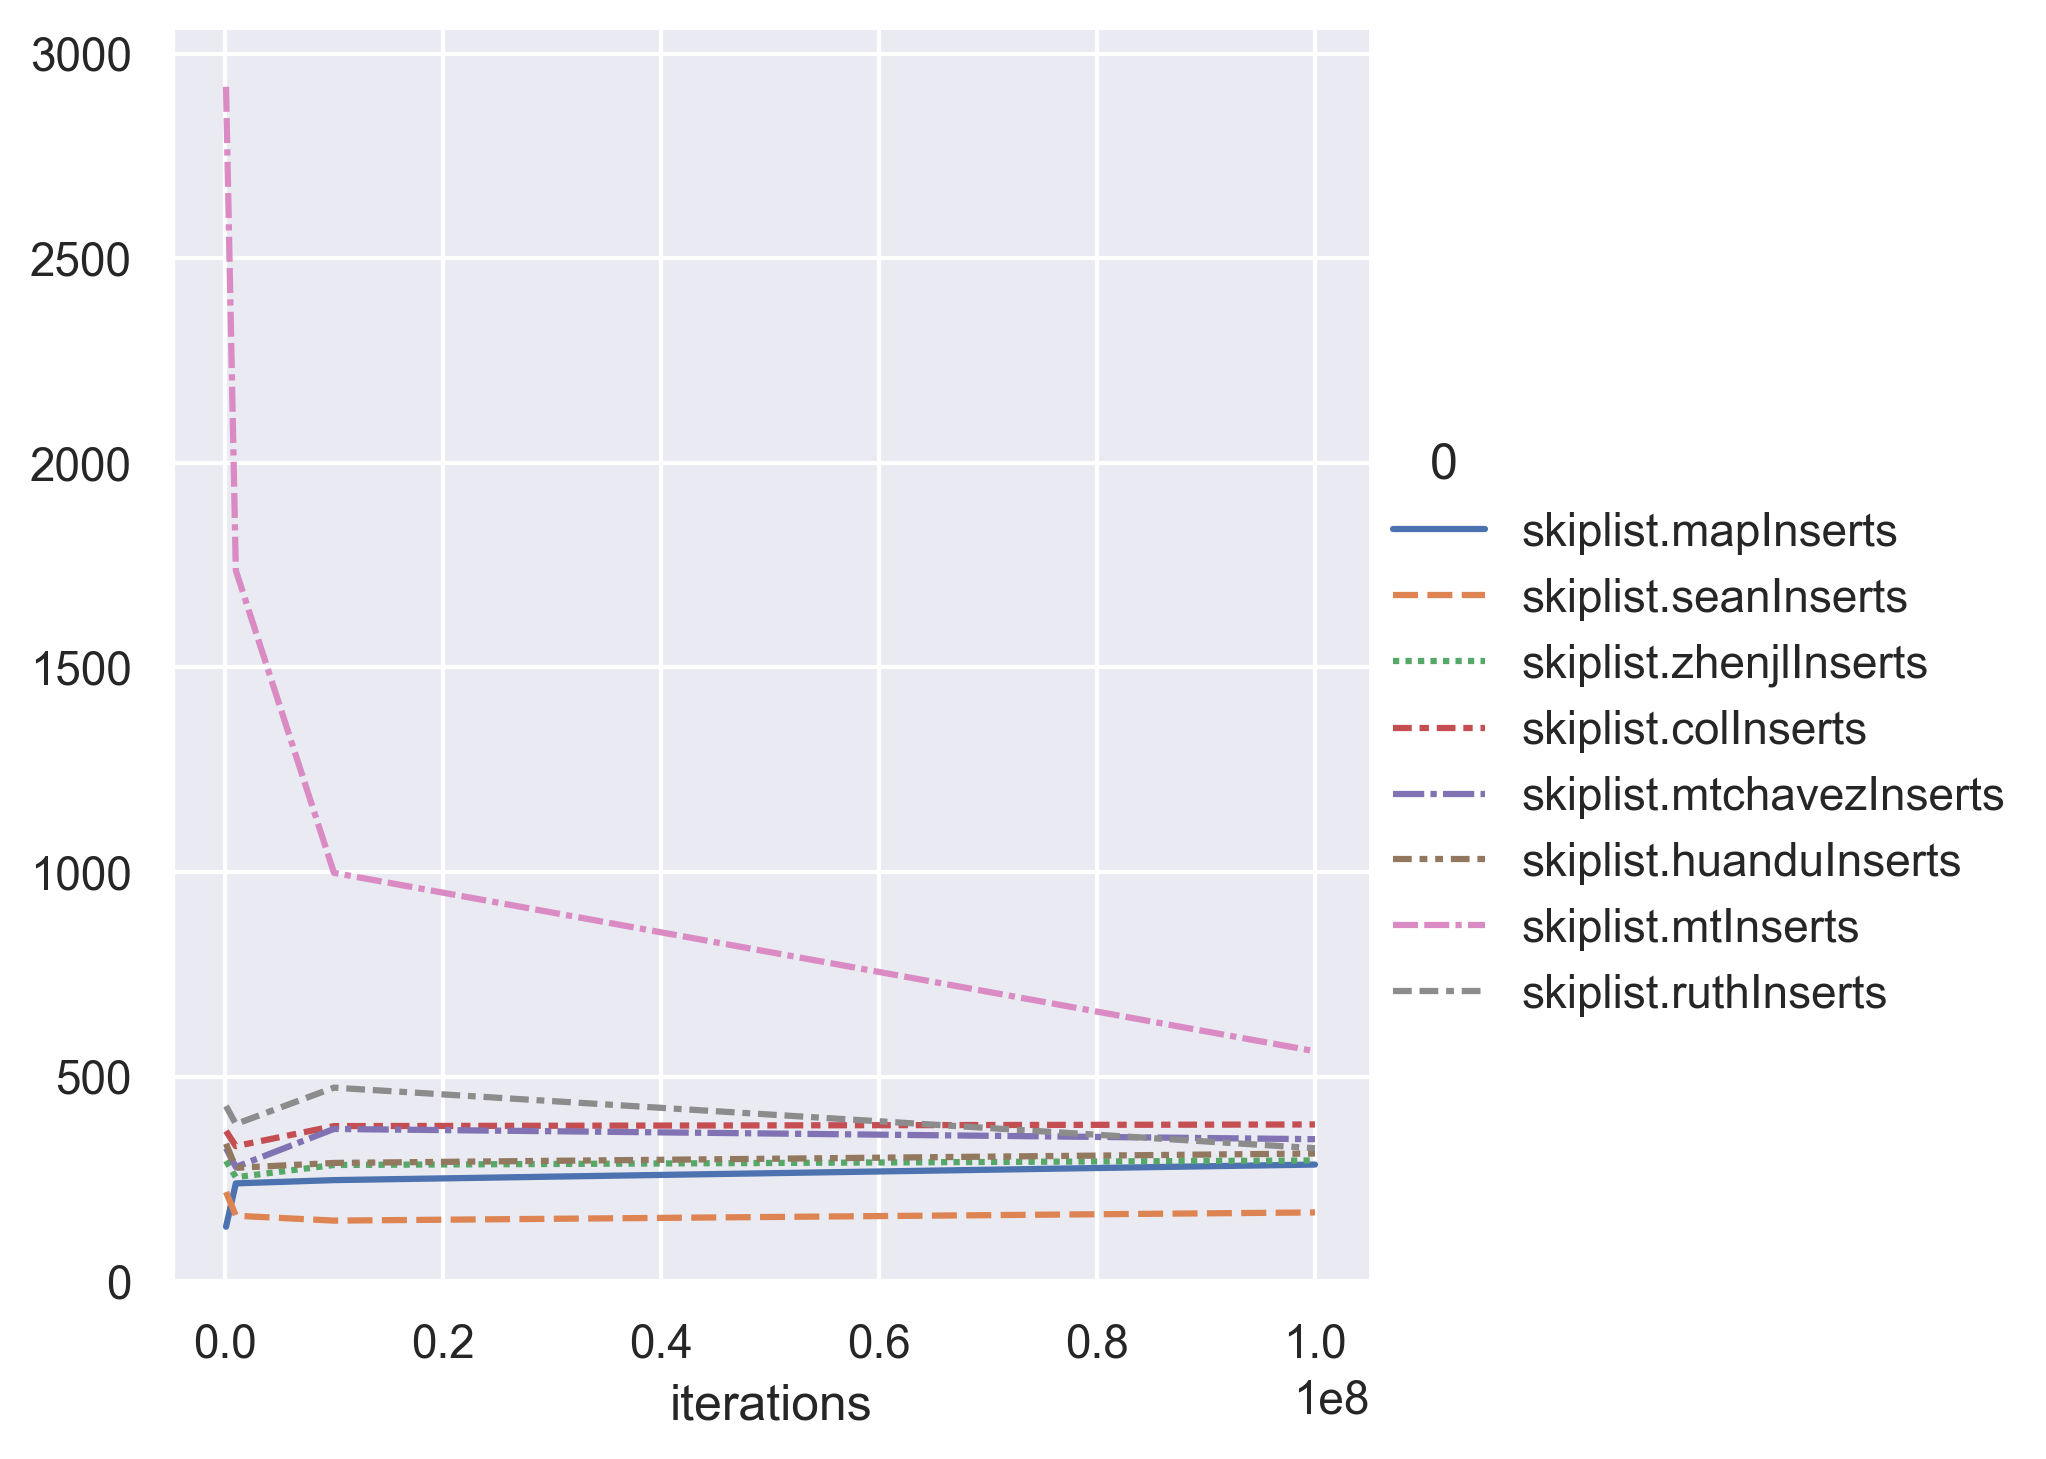 3000
2500
2000
1500
1000
500
0
0.0 0.2 0.4 0.6 0.8 1.0
1e8
iterations
0
skiplist.mapInserts
skiplist.seanInserts
skiplist.zhenjlInserts
skiplist.colInserts
skiplist.mtchavezInserts
skiplist.huanduInserts
skiplist.mtInserts
skiplist.ruthInserts